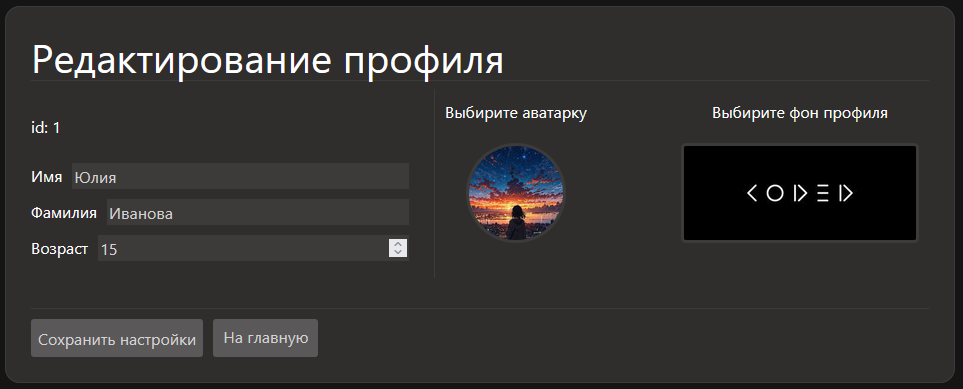 Редактирование профиля
id: 1
Имя Юлия
Фамилия Иванова
Возраст 15
Выбирите аватарку
Выбирите фон профиля
CODED
Сохранить настройки
На главную